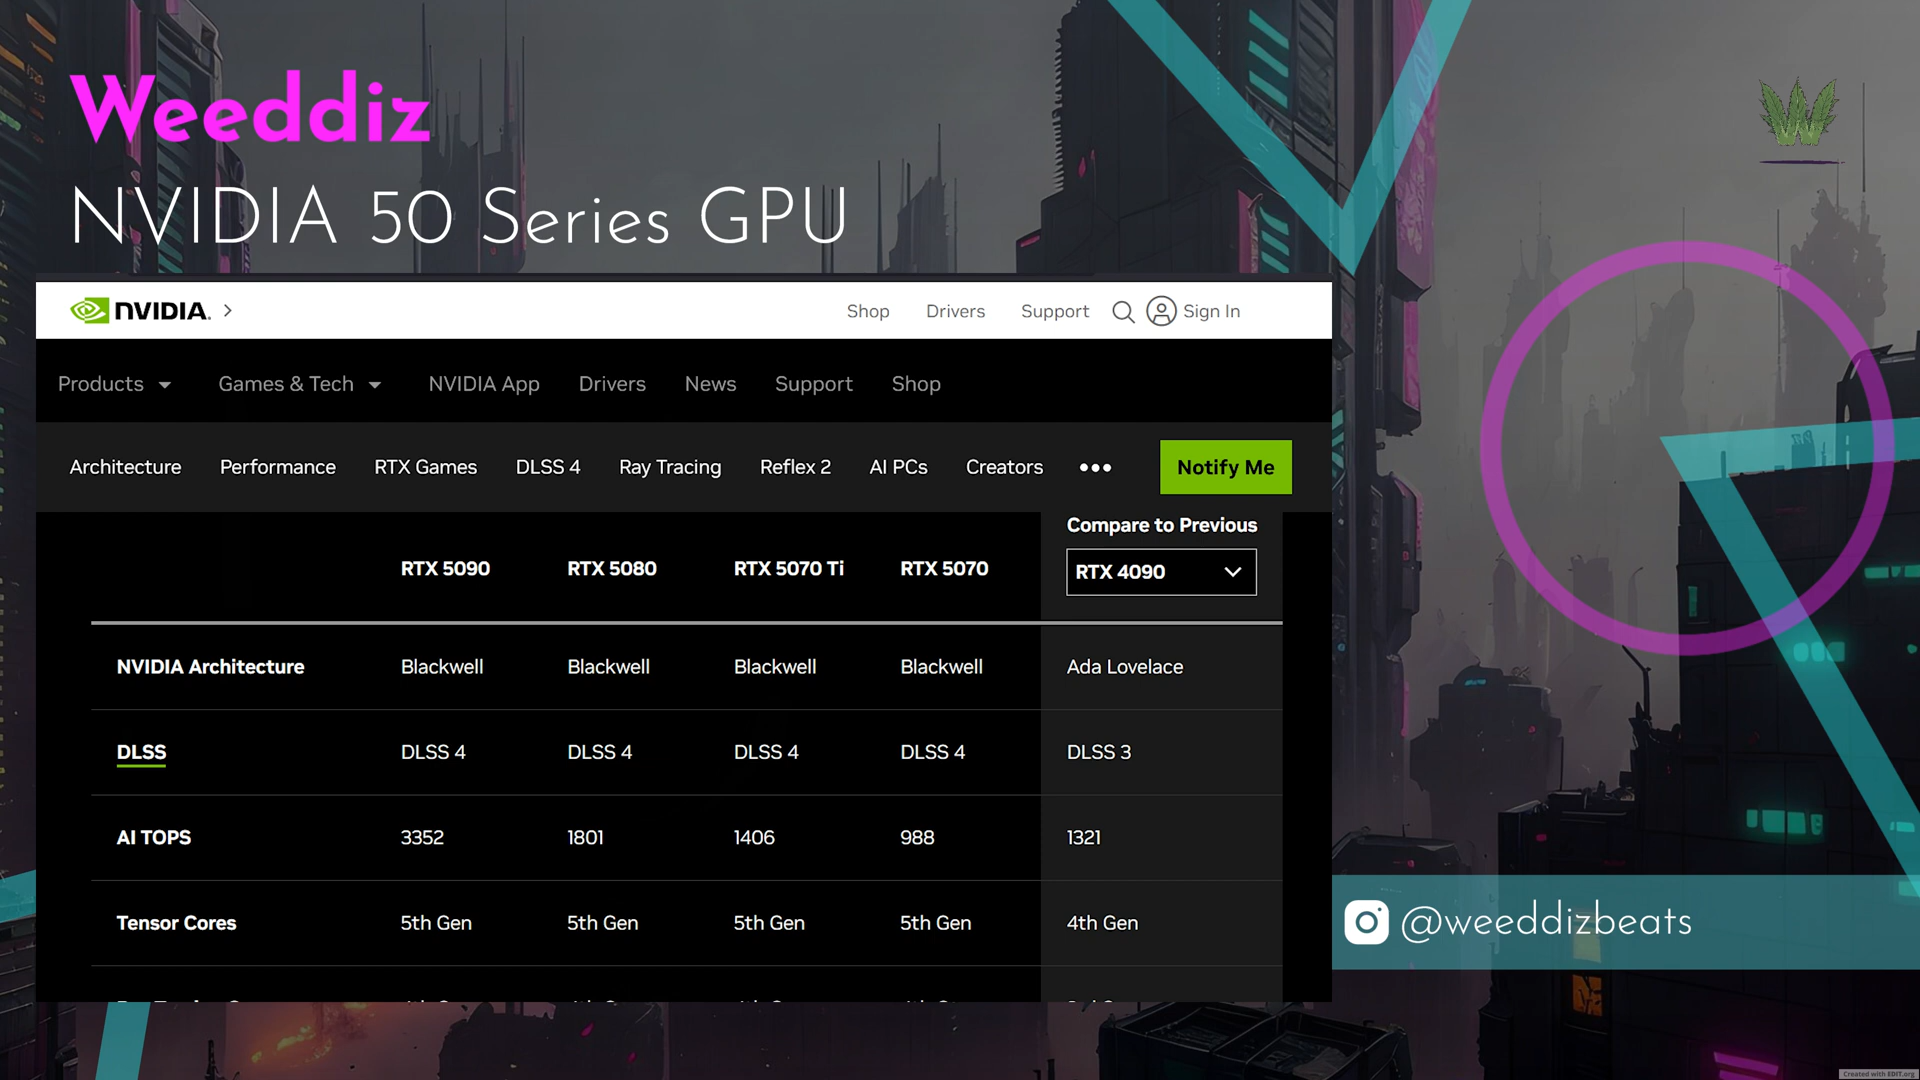 Weeddiz
NVIDIA 50 Series GPU
NVIDIA.
Shop Drivers Support Sign In
Products Games & Tech NVIDIA App Drivers News Support Shop
Architecture Performance RTX Games DLSS 4 Ray Tracing Reflex 2 AI PCs Creators ••• Notify Me
Compare to Previous
RTX 5090 RTX 5080 RTX 5070 Ti RTX 5070 RTX 4090
NVIDIA Architecture Blackwell Blackwell Blackwell Blackwell Ada Lovelace
DLSS DLSS 4 DLSS 4 DLSS 4 DLSS 4 DLSS 3
AI TOPS 3352 1801 1406 988 1321
Tensor Cores 5th Gen 5th Gen 5th Gen 5th Gen 4th Gen
@weeddizbeats
Created with EDIT.org